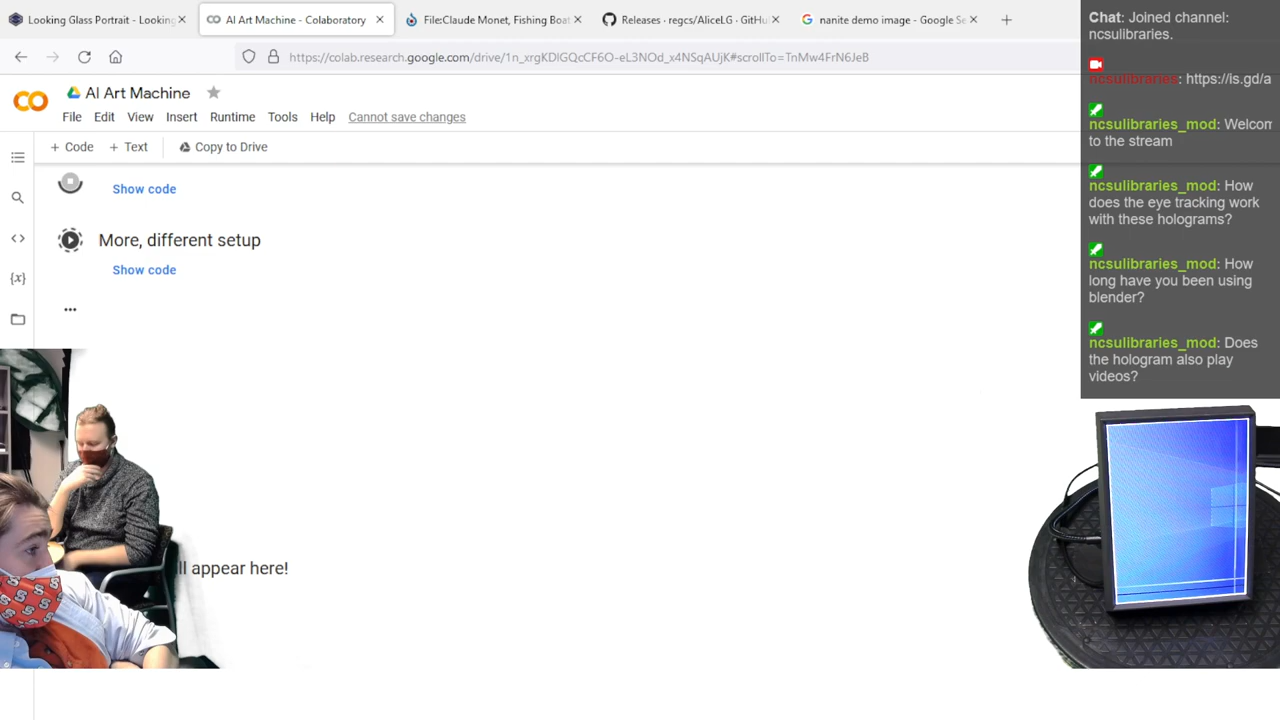 Looking Glass Portrait - Looking
AI Art Machine - Colaboratory
File:Claude Monet, Fishing Boat
Releases · regcs/AliceLG · GitHu
nanite demo image - Google Se
https://colab.research.google.com/drive/1n_xrgKDlGQcCF6O-eL3NOd_x4NSqAUjK#scrollTo=TnMw4FrN6JeB
AI Art Machine
File Edit View Insert Runtime Tools Help Cannot save changes
+ Code + Text Copy to Drive
Show code
More, different setup
Show code
...
ll appear here!
Chat: Joined channel:
ncsulibraries.
ncsulibraries: https://is.gd/a
ncsulibraries_mod: Welcom
to the stream
ncsulibraries_mod: How
does the eye tracking work
with these holograms?
ncsulibraries_mod: How
long have you been using
blender?
ncsulibraries_mod: Does
the hologram also play
videos?